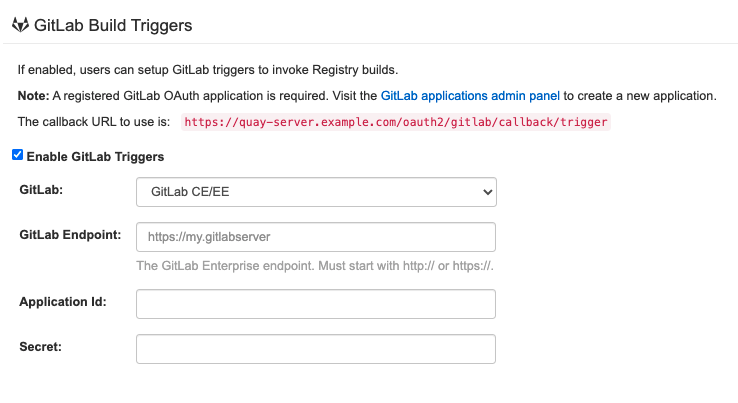 GitLab Build Triggers
If enabled, users can setup GitLab triggers to invoke Registry builds.
Note: A registered GitLab OAuth application is required. Visit the GitLab applications admin panel to create a new application.
The callback URL to use is: https://quay-server.example.com/oauth2/gitlab/callback/trigger
Enable GitLab Triggers
GitLab: GitLab CE/EE
GitLab Endpoint: https://my.gitlabserver
The GitLab Enterprise endpoint. Must start with http:// or https://.
Application Id:
Secret: